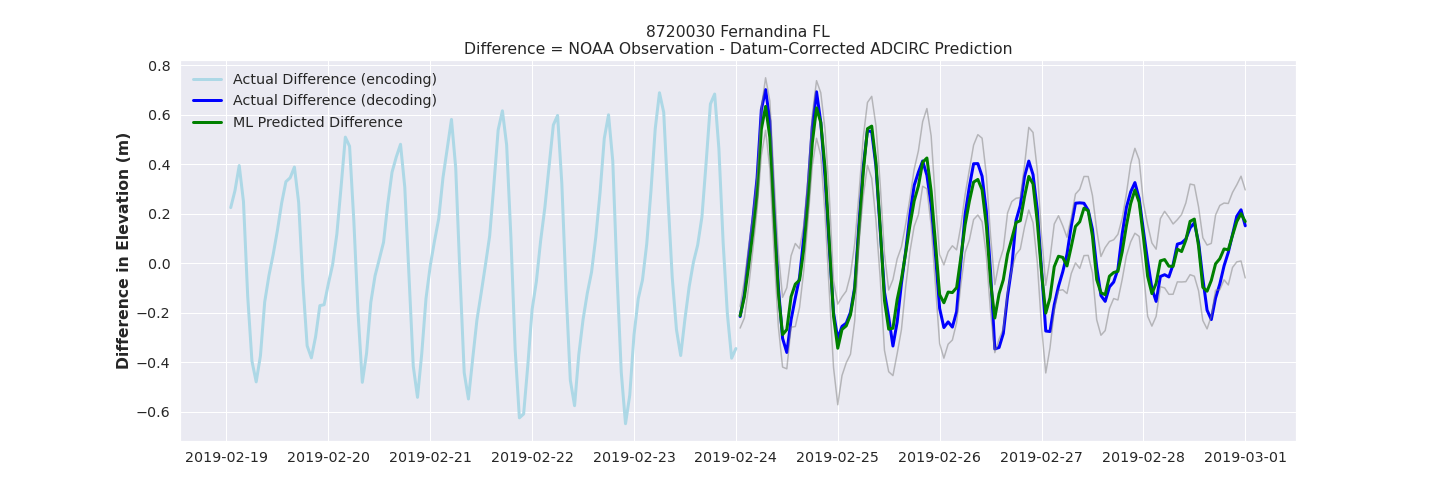 8720030 Fernandina FL
Difference = NOAA Observation - Datum-Corrected ADCIRC Prediction
Actual Difference (encoding)
Actual Difference (decoding)
ML Predicted Difference
Difference in Elevation (m)
0.8
0.6
0.4
0.2
0.0
−0.2
−0.4
−0.6
2019-02-19 2019-02-20 2019-02-21 2019-02-22 2019-02-23 2019-02-24 2019-02-25 2019-02-26 2019-02-27 2019-02-28 2019-03-01